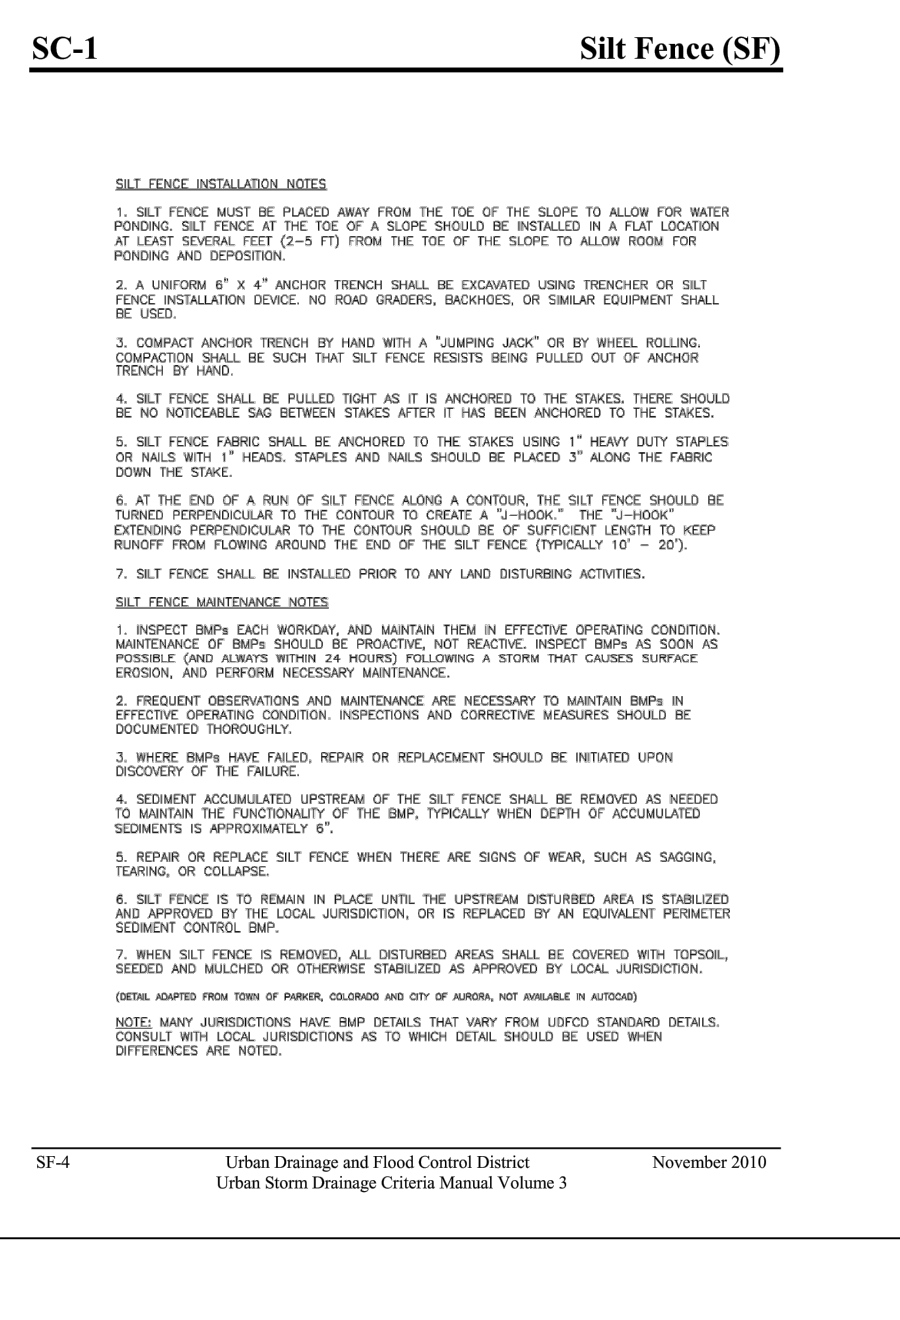 SC-1 Silt Fence (SF)
SILT FENCE INSTALLATION NOTES
1. SILT FENCE MUST BE PLACED AWAY FROM THE TOE OF THE SLOPE TO ALLOW FOR WATER
PONDING. SILT FENCE AT THE TOE OF A SLOPE SHOULD BE INSTALLED IN A FLAT LOCATION
AT LEAST SEVERAL FEET (2-5 FT) FROM THE TOE OF THE SLOPE TO ALLOW ROOM FOR
PONDING AND DEPOSITION.
2. A UNIFORM 6" X 4" ANCHOR TRENCH SHALL BE EXCAVATED USING TRENCHER OR SILT
FENCE INSTALLATION DEVICE. NO ROAD GRADERS, BACKHOES, OR SIMILAR EQUIPMENT SHALL
BE USED.
3. COMPACT ANCHOR TRENCH BY HAND WITH A "JUMPING JACK" OR BY WHEEL ROLLING.
COMPACTION SHALL BE SUCH THAT SILT FENCE RESISTS BEING PULLED OUT OF ANCHOR
TRENCH BY HAND.
4. SILT FENCE SHALL BE PULLED TIGHT AS IT IS ANCHORED TO THE STAKES. THERE SHOULD
BE NO NOTICEABLE SAG BETWEEN STAKES AFTER IT HAS BEEN ANCHORED TO THE STAKES.
5. SILT FENCE FABRIC SHALL BE ANCHORED TO THE STAKES USING 1" HEAVY DUTY STAPLES
OR NAILS WITH 1" HEADS. STAPLES AND NAILS SHOULD BE PLACED 3" ALONG THE FABRIC
DOWN THE STAKE.
6. AT THE END OF A RUN OF SILT FENCE ALONG A CONTOUR, THE SILT FENCE SHOULD BE
TURNED PERPENDICULAR TO THE CONTOUR TO CREATE A "J-HOOK." THE "J-HOOK"
EXTENDING PERPENDICULAR TO THE CONTOUR SHOULD BE OF SUFFICIENT LENGTH TO KEEP
RUNOFF FROM FLOWING AROUND THE END OF THE SILT FENCE (TYPICALLY 10' - 20').
7. SILT FENCE SHALL BE INSTALLED PRIOR TO ANY LAND DISTURBING ACTIVITIES.
SILT FENCE MAINTENANCE NOTES
1. INSPECT BMPs EACH WORKDAY, AND MAINTAIN THEM IN EFFECTIVE OPERATING CONDITION.
MAINTENANCE OF BMPs SHOULD BE PROACTIVE, NOT REACTIVE. INSPECT BMPs AS SOON AS
POSSIBLE (AND ALWAYS WITHIN 24 HOURS) FOLLOWING A STORM THAT CAUSES SURFACE
EROSION, AND PERFORM NECESSARY MAINTENANCE.
2. FREQUENT OBSERVATIONS AND MAINTENANCE ARE NECESSARY TO MAINTAIN BMPs IN
EFFECTIVE OPERATING CONDITION. INSPECTIONS AND CORRECTIVE MEASURES SHOULD BE
DOCUMENTED THOROUGHLY.
3. WHERE BMPs HAVE FAILED, REPAIR OR REPLACEMENT SHOULD BE INITIATED UPON
DISCOVERY OF THE FAILURE.
4. SEDIMENT ACCUMULATED UPSTREAM OF THE SILT FENCE SHALL BE REMOVED AS NEEDED
TO MAINTAIN THE FUNCTIONALITY OF THE BMP, TYPICALLY WHEN DEPTH OF ACCUMULATED
SEDIMENTS IS APPROXIMATELY 6".
5. REPAIR OR REPLACE SILT FENCE WHEN THERE ARE SIGNS OF WEAR, SUCH AS SAGGING,
TEARING, OR COLLAPSE.
6. SILT FENCE IS TO REMAIN IN PLACE UNTIL THE UPSTREAM DISTURBED AREA IS STABILIZED
AND APPROVED BY THE LOCAL JURISDICTION, OR IS REPLACED BY AN EQUIVALENT PERIMETER
SEDIMENT CONTROL BMP.
7. WHEN SILT FENCE IS REMOVED, ALL DISTURBED AREAS SHALL BE COVERED WITH TOPSOIL,
SEEDED AND MULCHED OR OTHERWISE STABILIZED AS APPROVED BY LOCAL JURISDICTION.
(DETAIL ADAPTED FROM TOWN OF PARKER, COLORADO AND CITY OF AURORA, NOT AVAILABLE IN AUTOCAD)
NOTE: MANY JURISDICTIONS HAVE BMP DETAILS THAT VARY FROM UDFCD STANDARD DETAILS.
CONSULT WITH LOCAL JURISDICTIONS AS TO WHICH DETAIL SHOULD BE USED WHEN
DIFFERENCES ARE NOTED.
SF-4 Urban Drainage and Flood Control District November 2010
Urban Storm Drainage Criteria Manual Volume 3